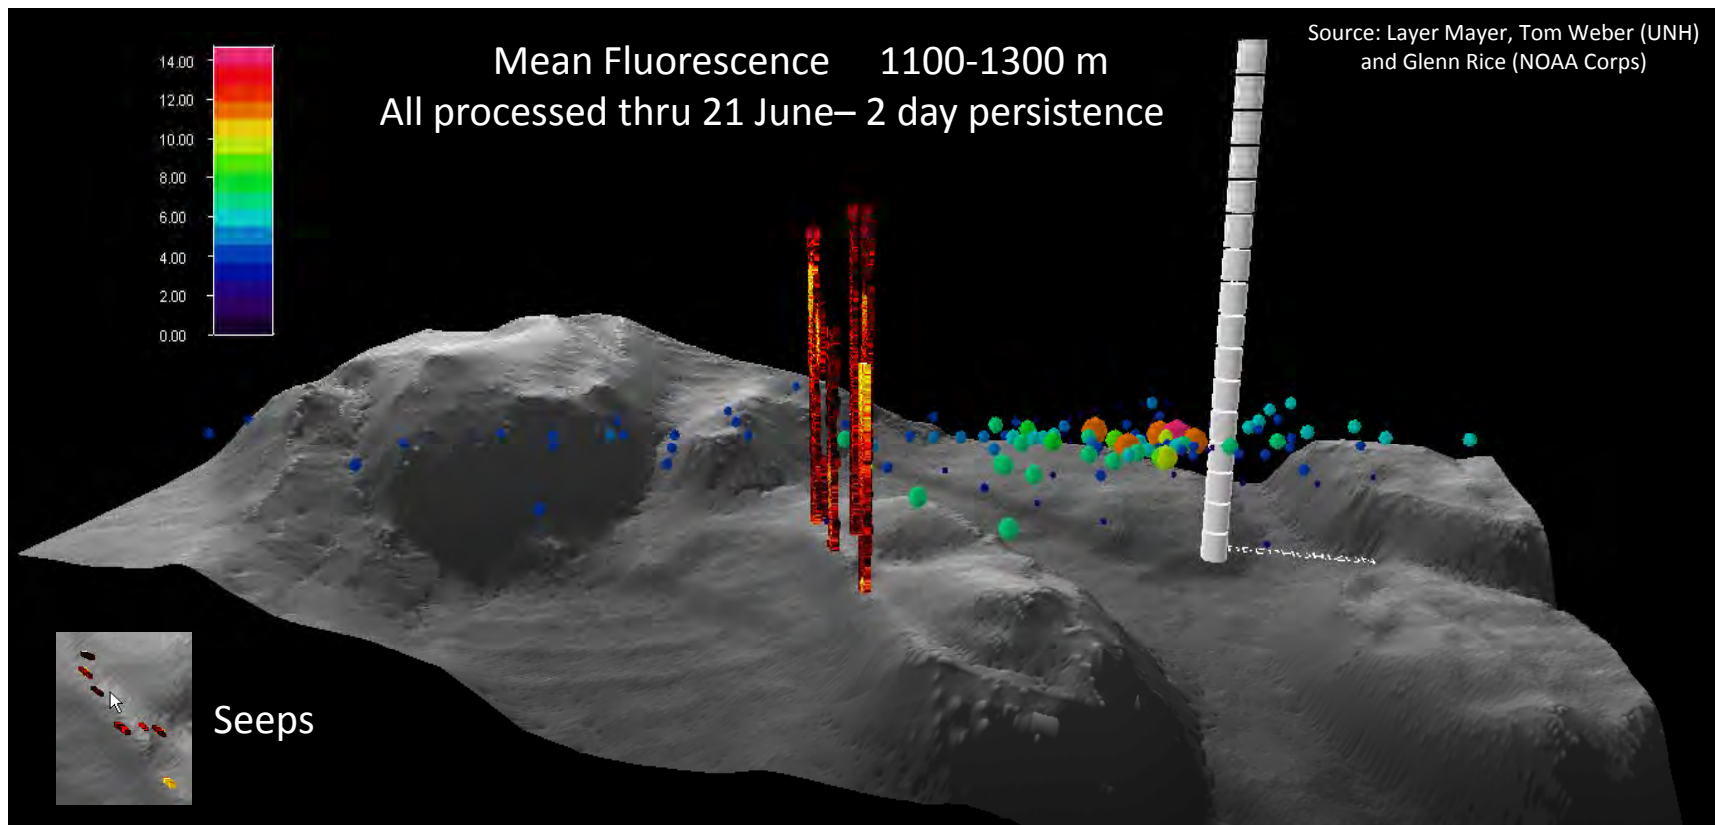 Mean Fluorescence 1100-1300 m
All processed thru 21 June– 2 day persistence
Source: Layer Mayer, Tom Weber (UNH)
and Glenn Rice (NOAA Corps)
14.00
12.00
10.00
8.00
6.00
4.00
2.00
0.00
Seeps